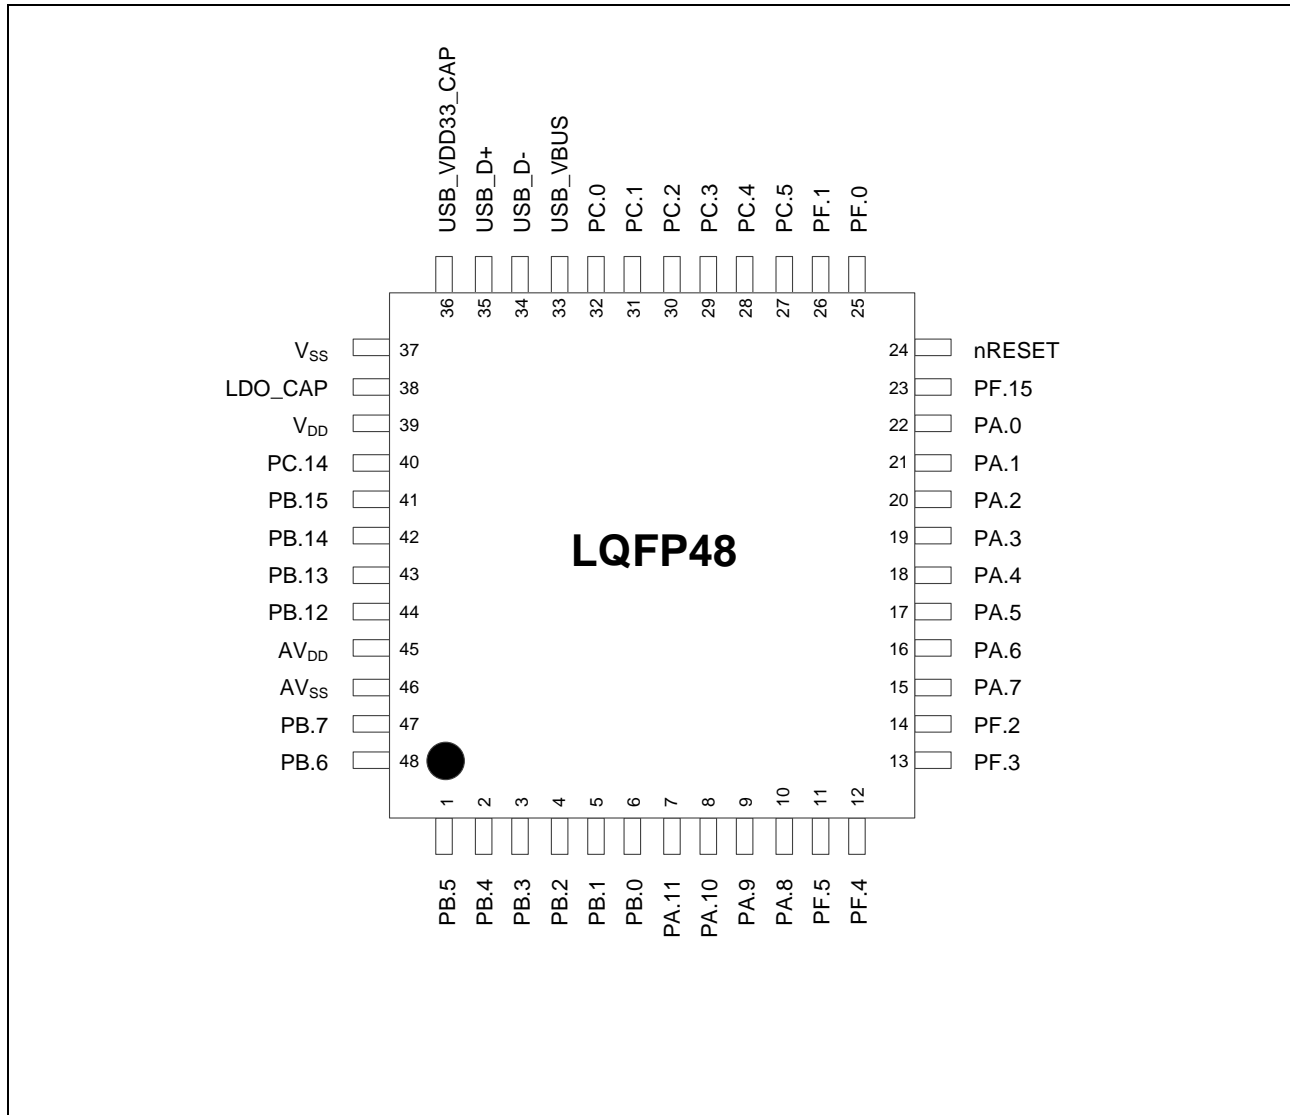 USB_VDD33_CAP
USB_D+
USB_D-
USB_VBUS
PC.0
PC.1
PC.2
PC.3
PC.4
PC.5
PF.1
PF.0
36
35
34
33
32
31
30
29
28
27
26
25
VSS 37
24 nRESET
LDO_CAP 38
23 PF.15
VDD 39
22 PA.0
PC.14 40
21 PA.1
PB.15 41
20 PA.2
PB.14 42
19 PA.3
LQFP48
PB.13 43
18 PA.4
PB.12 44
17 PA.5
AVDD 45
16 PA.6
AVSS 46
15 PA.7
PB.7 47
14 PF.2
PB.6 48
13 PF.3
1
2
3
4
5
6
7
8
9
10
11
12
PB.5
PB.4
PB.3
PB.2
PB.1
PB.0
PA.11
PA.10
PA.9
PA.8
PF.5
PF.4